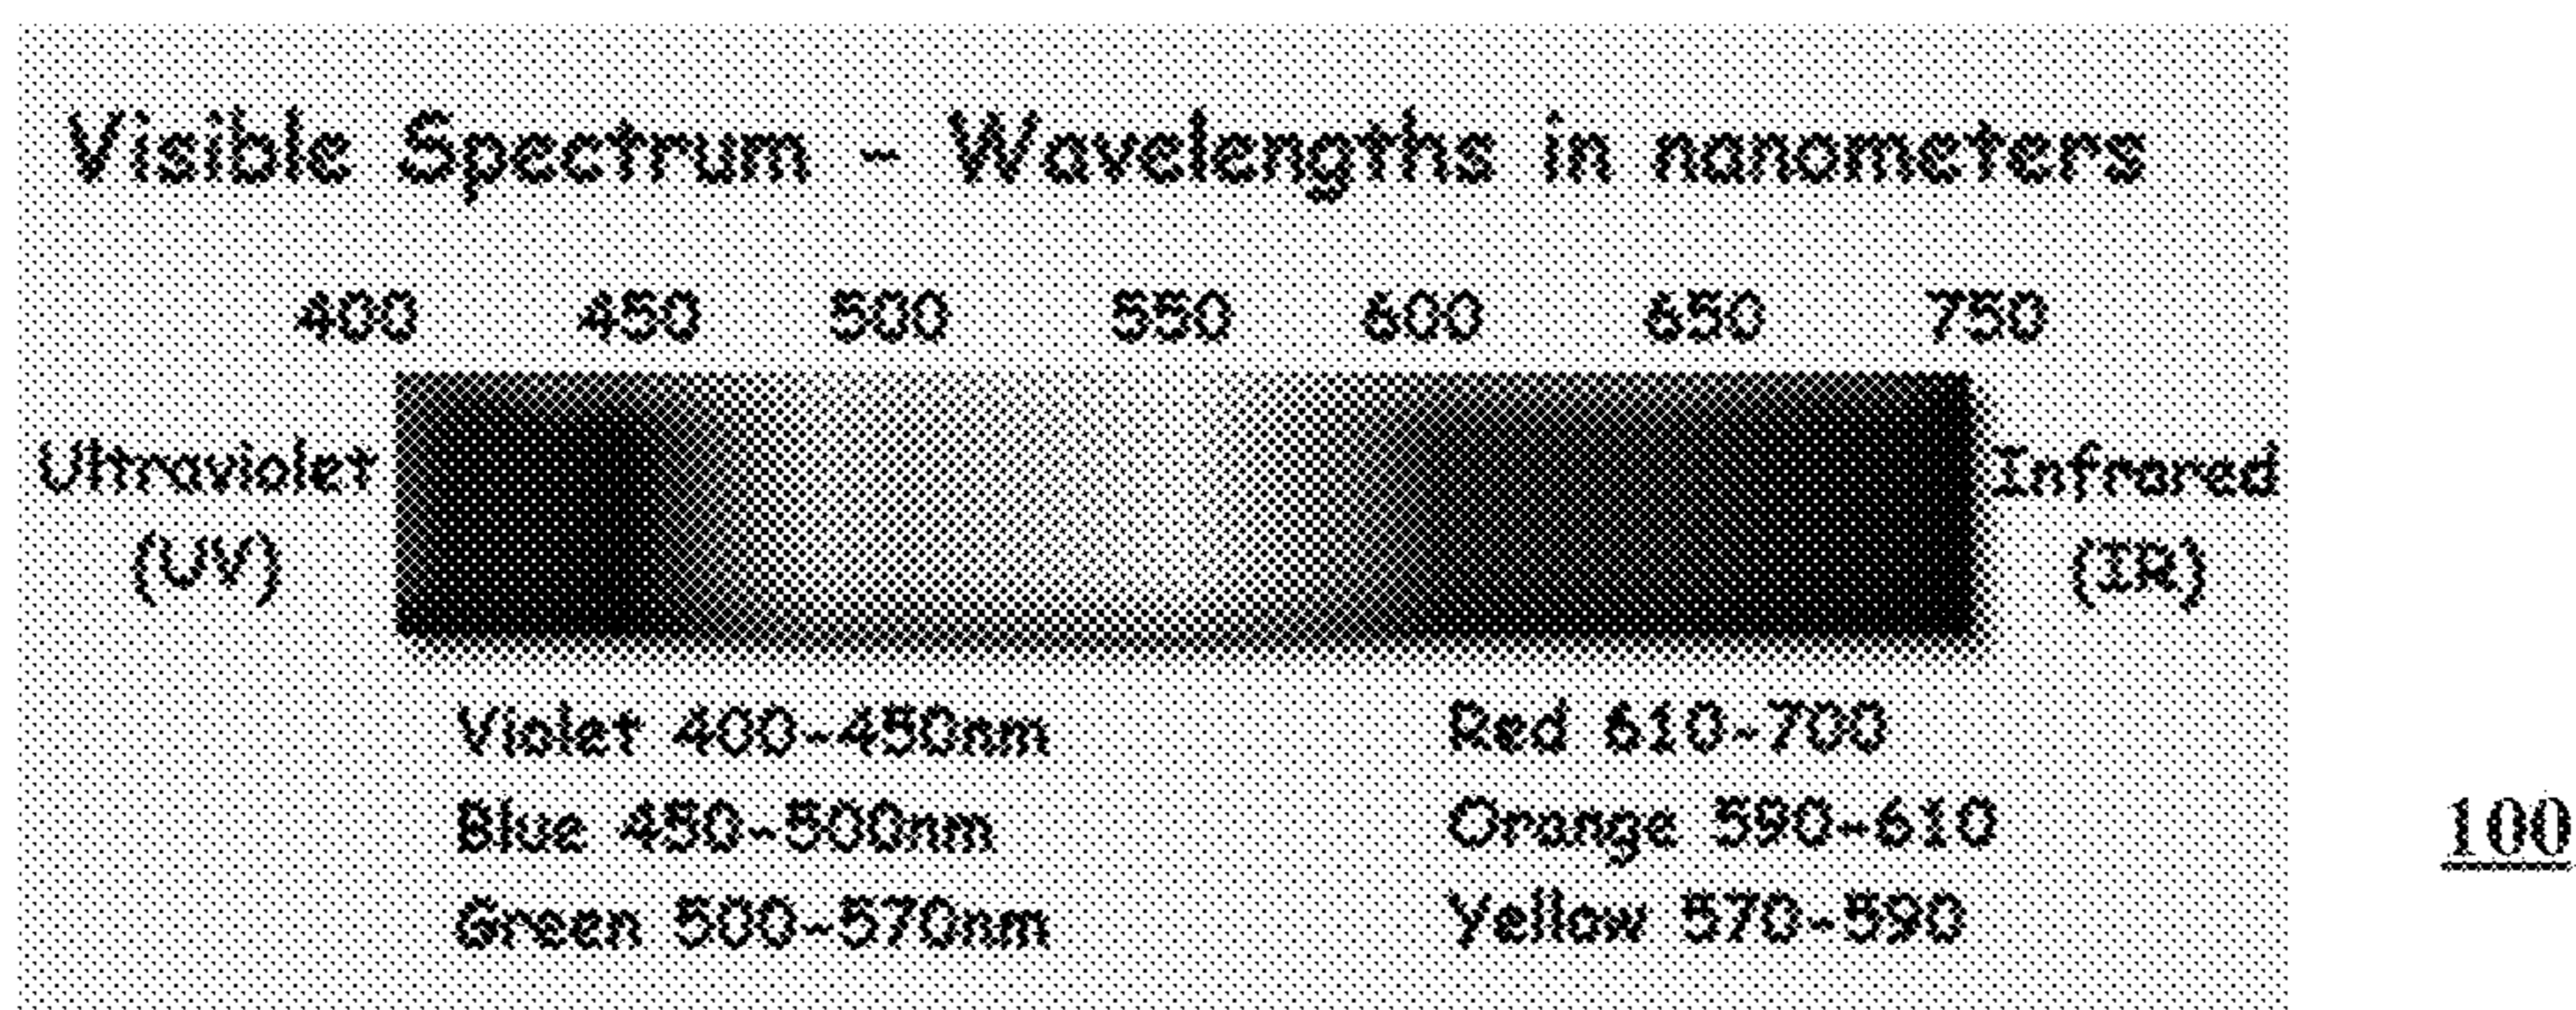 Visible Spectrum - Wavelengths in nanometers
400 450 500 550 600 650 750
Ultraviolet
(UV)
Infrared
(IR)
Violet 400-450nm
Blue 450-500nm
Green 500-570nm
Red 610-700
Orange 590-610
Yellow 570-590
100